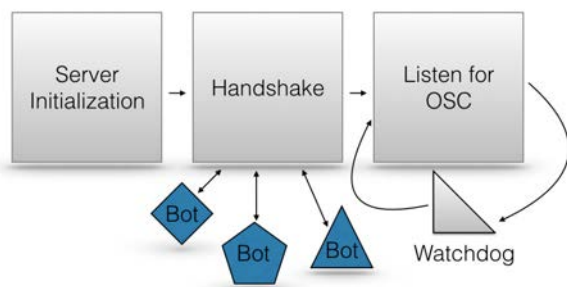 Server
Initialization
Handshake
Listen for
OSC
Bot
Bot
Bot
Watchdog